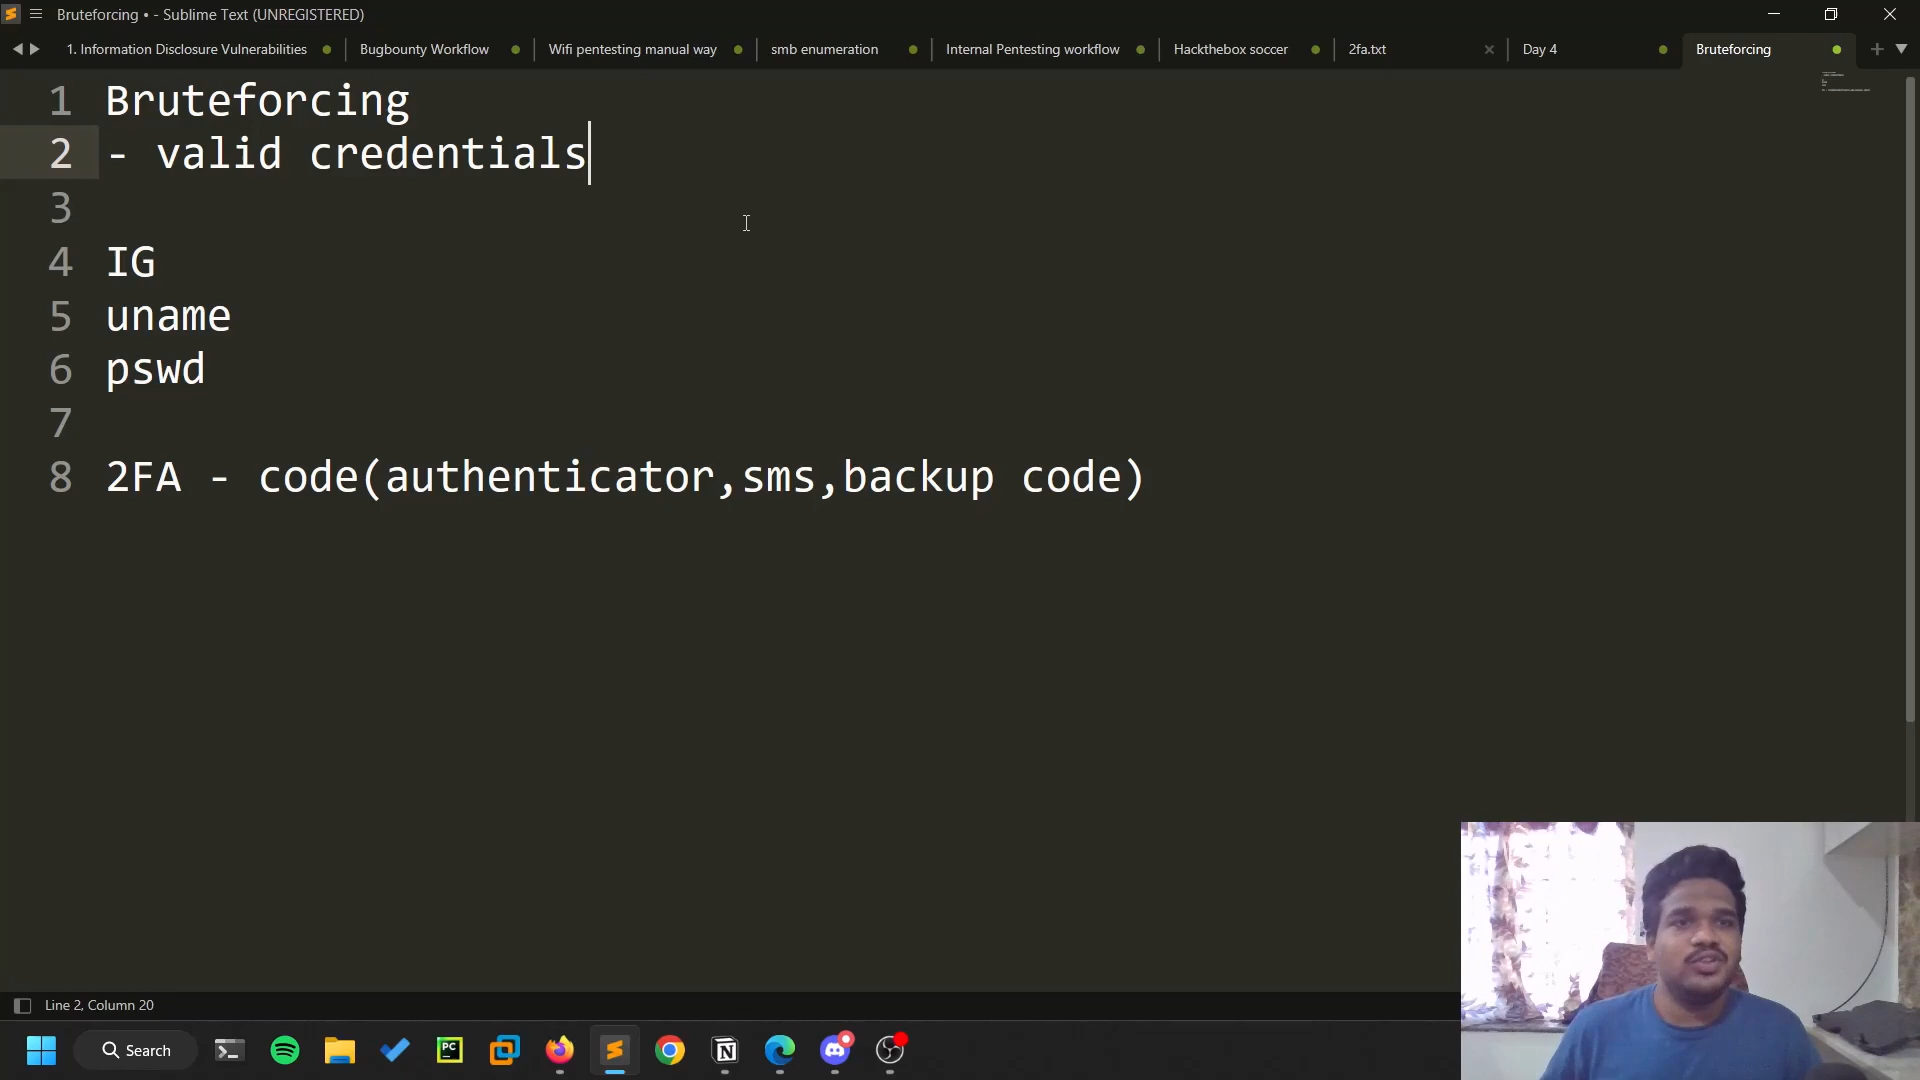 Bruteforcing • - Sublime Text (UNREGISTERED)
1. Information Disclosure Vulnerabilities
Bugbounty Workflow
Wifi pentesting manual way
smb enumeration
Internal Pentesting workflow
Hackthebox soccer
2fa.txt
Day 4
Bruteforcing
1 Bruteforcing
2 - valid credentials
3
4 IG
5 uname
6 pswd
7
8 2FA - code(authenticator,sms,backup code)
Line 2, Column 20
Search
PC